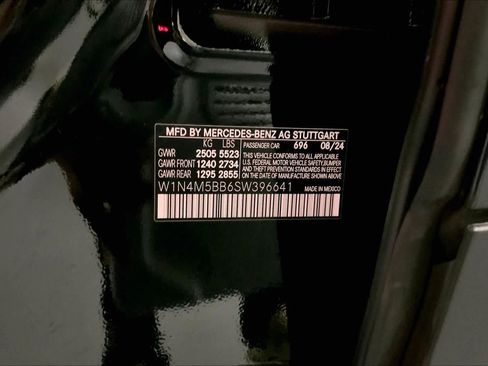 MFD BY MERCEDES-BENZ AG STUTTGART
KG LBS PASSENGER CAR 696 08/24
GVWR 2505 5523
GAWR FRONT 1240 2734
GAWR REAR 1295 2855
THIS VEHICLE CONFORMS TO ALL APPLICABLE
U.S. FEDERAL MOTOR VEHICLE SAFETY,BUMPER
AND THEFT PREVENTION STANDARDS IN EFFECT
ON THE DATE OF MANUFACTURE SHOWN ABOVE.
W1N4M5BB6SW396641 MADE IN MEXICO